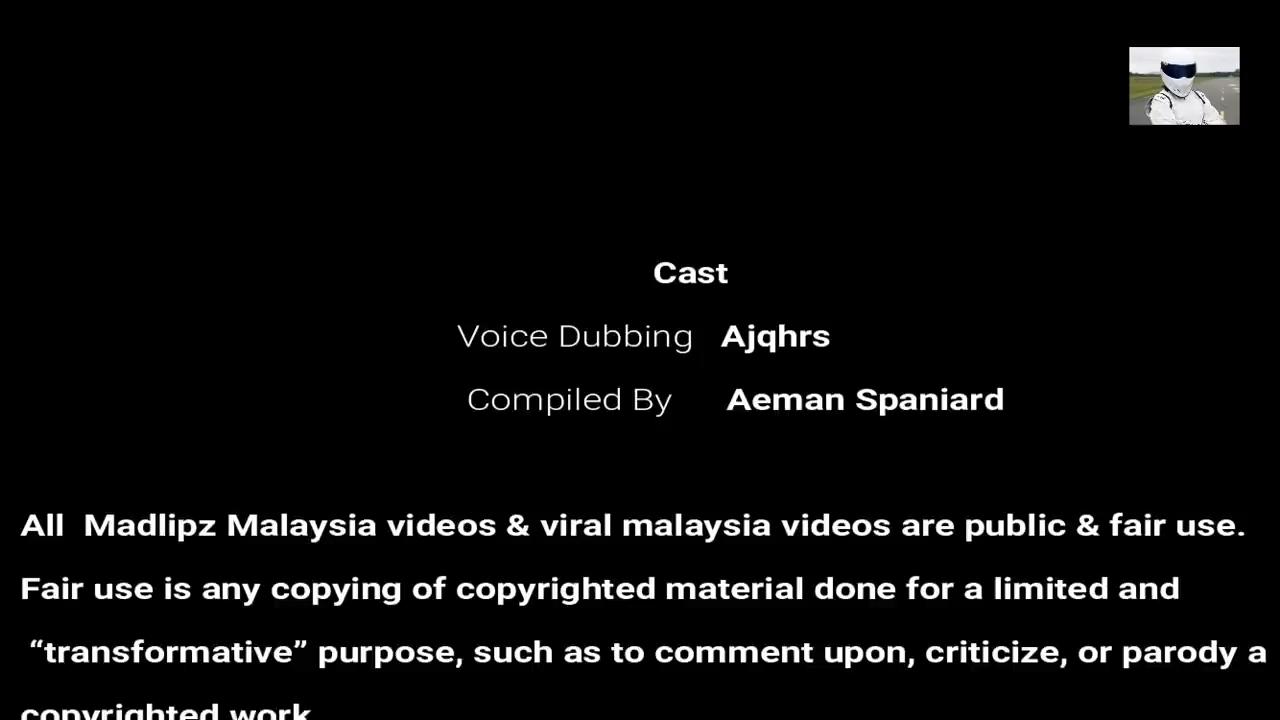 Cast
Voice Dubbing Ajqhrs
Compiled By Aeman Spaniard
All Madlipz Malaysia videos & viral malaysia videos are public & fair use.
Fair use is any copying of copyrighted material done for a limited and
“transformative” purpose, such as to comment upon, criticize, or parody a
copyrighted work